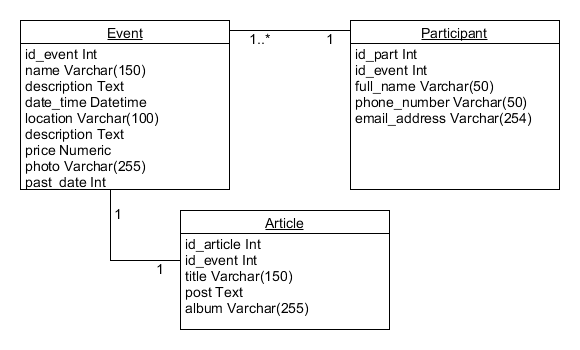 Event
id_event Int
name Varchar(150)
description Text
date_time Datetime
location Varchar(100)
description Text
price Numeric
photo Varchar(255)
past_date Int
1..*
1
Participant
id_part Int
id_event Int
full_name Varchar(50)
phone_number Varchar(50)
email_address Varchar(254)
1
1
Article
id_article Int
id_event Int
title Varchar(150)
post Text
album Varchar(255)